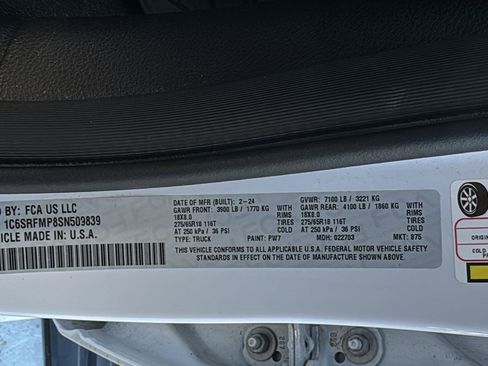 D BY: FCA US LLC
1C6SRFMP8SN509839
HICLE MADE IN: U.S.A.
DATE OF MFR (BUILT): 2-24
GAWR FRONT: 3900 LB/ 1770 KG
18X8.0 RIMS
275/65R18 116T TIRES
AT 250 kPa / 36 PSI COLD
TYPE: TRUCK
PAINT: PW7
GVWR: 7100 LB/ 3221 KG
GAWR REAR: 4100 LB/ 1860 KG
18X8.0 RIMS
275/65R18 116T TIRES
AT 250 kPa / 36 PSI COLD
MDH: 022703
MKT: 875
THIS VEHICLE CONFORMS TO ALL APPLICABLE U.S.A. FEDERAL MOTOR VEHICLE SAFETY
STANDARDS IN EFFECT ON THE DATE OF MANUFACTURE SHOWN ABOVE.
ORIGIN